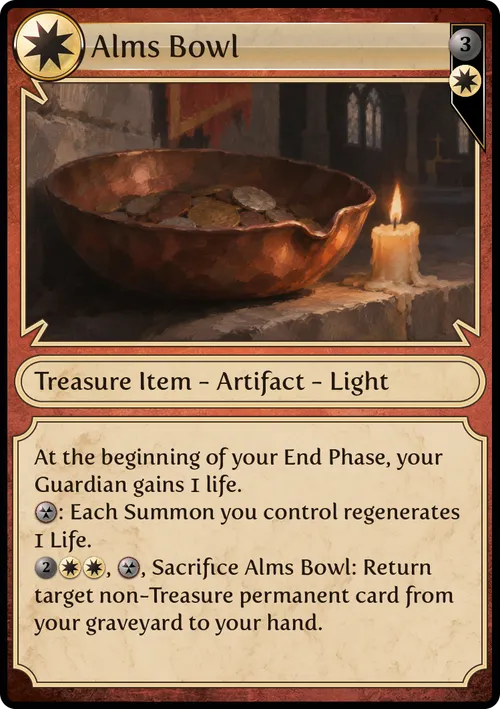 Alms Bowl
3
Treasure Item - Artifact - Light
At the beginning of your End Phase, your
Guardian gains 1 life.
: Each Summon you control regenerates
1 Life.
2, , Sacrifice Alms Bowl: Return
target non-Treasure permanent card from
your graveyard to your hand.